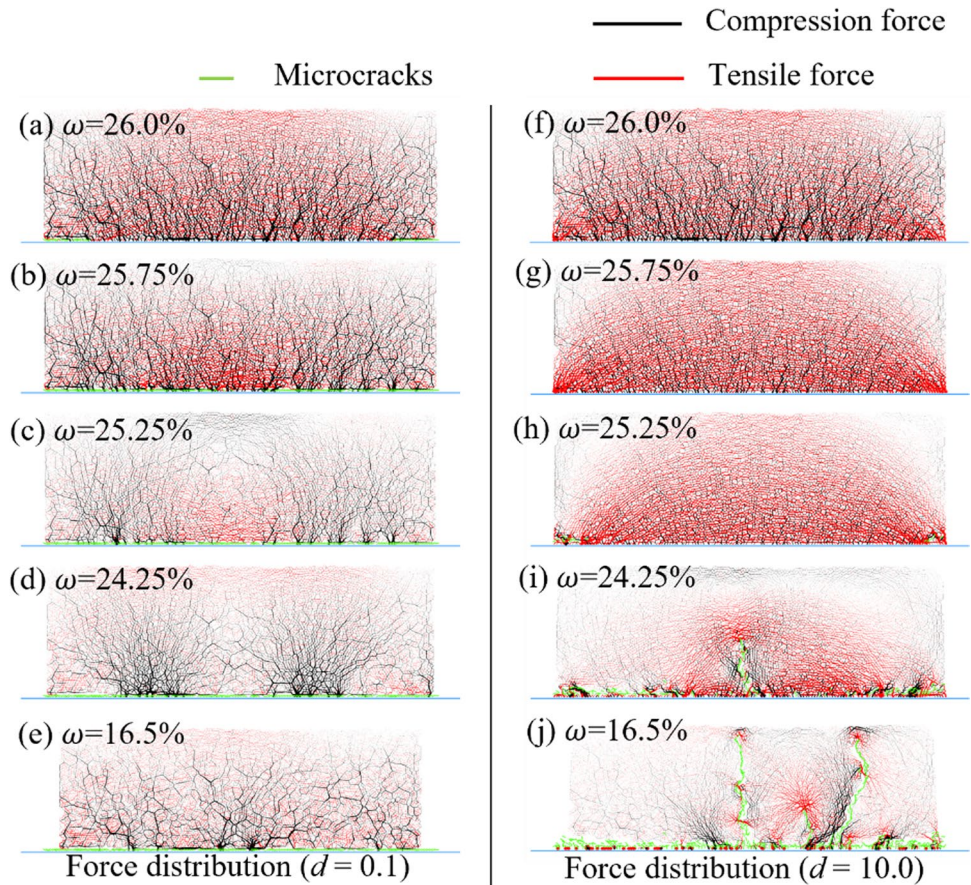 Compression force
Microcracks
Tensile force
(a) ω=26.0%
(b) ω=25.75%
(c) ω=25.25%
(d) ω=24.25%
(e) ω=16.5%
Force distribution (d = 0.1)
(f) ω=26.0%
(g) ω=25.75%
(h) ω=25.25%
(i) ω=24.25%
(j) ω=16.5%
Force distribution (d = 10.0)